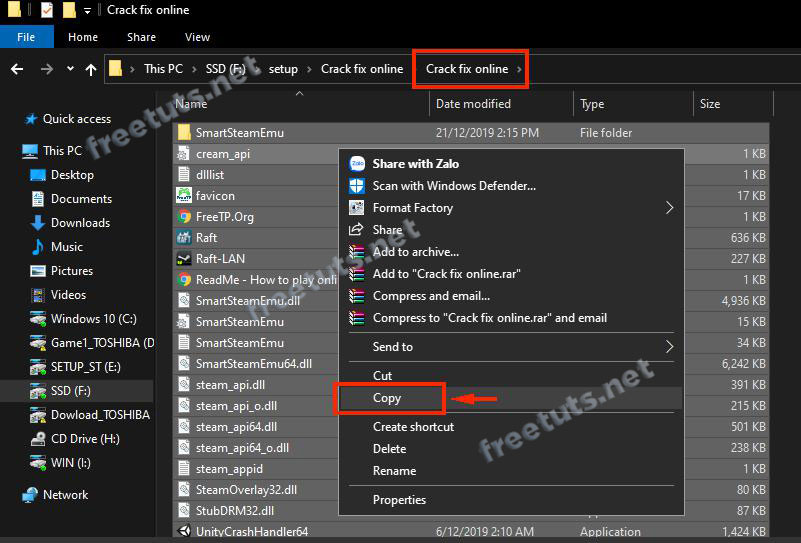 Crack fix online
File Home Share View
This PC > SSD (F:) > setup > Crack fix online > Crack fix online >
Name Date modified Type Size
Quick access
This PC
Desktop
Documents
Downloads
Music
Pictures
Videos
Windows 10 (C:)
Game1_TOSHIBA (D
SETUP_ST (E:)
SSD (F:)
Dowload_TOSHIBA
CD Drive (H:)
WIN (I:)
Network
SmartSteamEmu 21/12/2019 2:15 PM File folder
cream_api 1 KB
dlllist 1 KB
favicon 17 KB
FreeTP.Org 1 KB
Raft 636 KB
Raft-LAN 227 KB
ReadMe - How to play onli 1 KB
SmartSteamEmu.dll 4,936 KB
SmartSteamEmu 15 KB
SmartSteamEmu 34 KB
SmartSteamEmu64.dll 6,242 KB
steam_api.dll 391 KB
steam_api_o.dll 215 KB
steam_api64.dll 501 KB
steam_api64_o.dll 238 KB
steam_appid 1 KB
SteamOverlay32.dll 80 KB
StubDRM32.dll 87 KB
UnityCrashHandler64 6/12/2019 2:10 AM Application 1,424 KB
Zalo
Share with Zalo
Scan with Windows Defender...
Format Factory
Share
Add to archive...
Add to "Crack fix online.rar"
Compress and email...
Compress to "Crack fix online.rar" and email
Send to
Cut
Copy
Create shortcut
Delete
Rename
Properties
freetuts.net
freetuts.net
freetuts.net